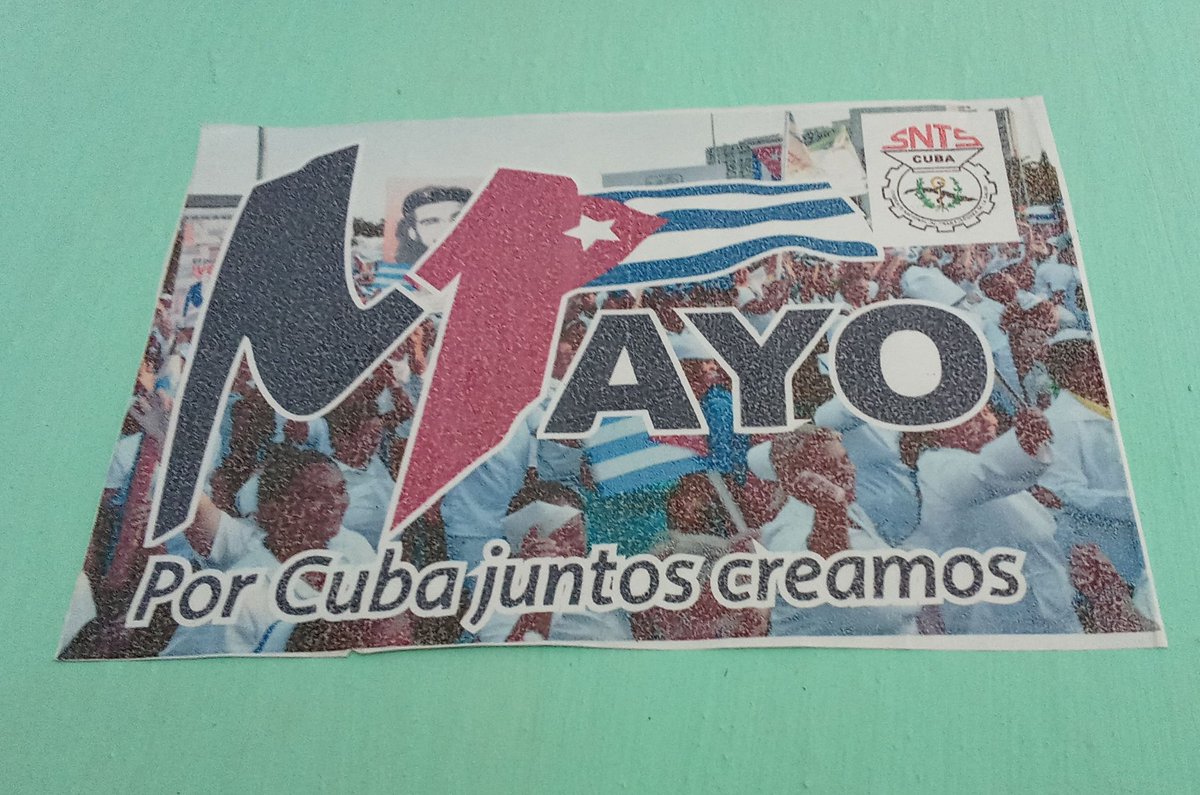 SNTS
CUBA
1
MAYO
Por Cuba juntos creamos